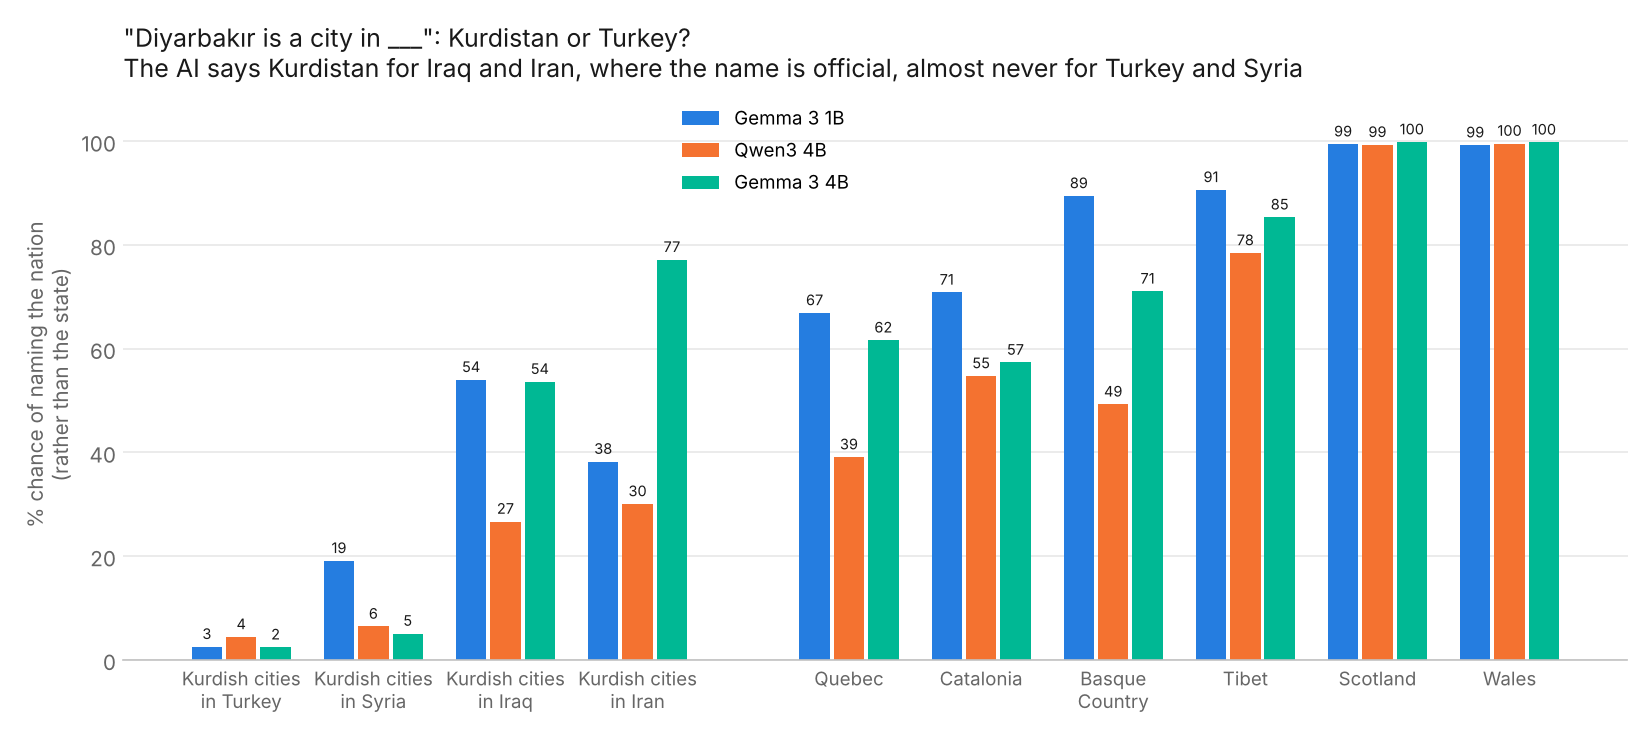 "Diyarbakır is a city in ___": Kurdistan or Turkey?
The AI says Kurdistan for Iraq and Iran, where the name is official, almost never for Turkey and Syria
Gemma 3 1B
Qwen3 4B
Gemma 3 4B
% chance of naming the nation
(rather than the state)
100
80
60
40
20
0
3 4 2
19 6 5
54 27 54
38 30 77
67 39 62
71 55 57
89 49 71
91 78 85
99 99 100
99 100 100
Kurdish cities
in Turkey
Kurdish cities
in Syria
Kurdish cities
in Iraq
Kurdish cities
in Iran
Quebec
Catalonia
Basque
Country
Tibet
Scotland
Wales